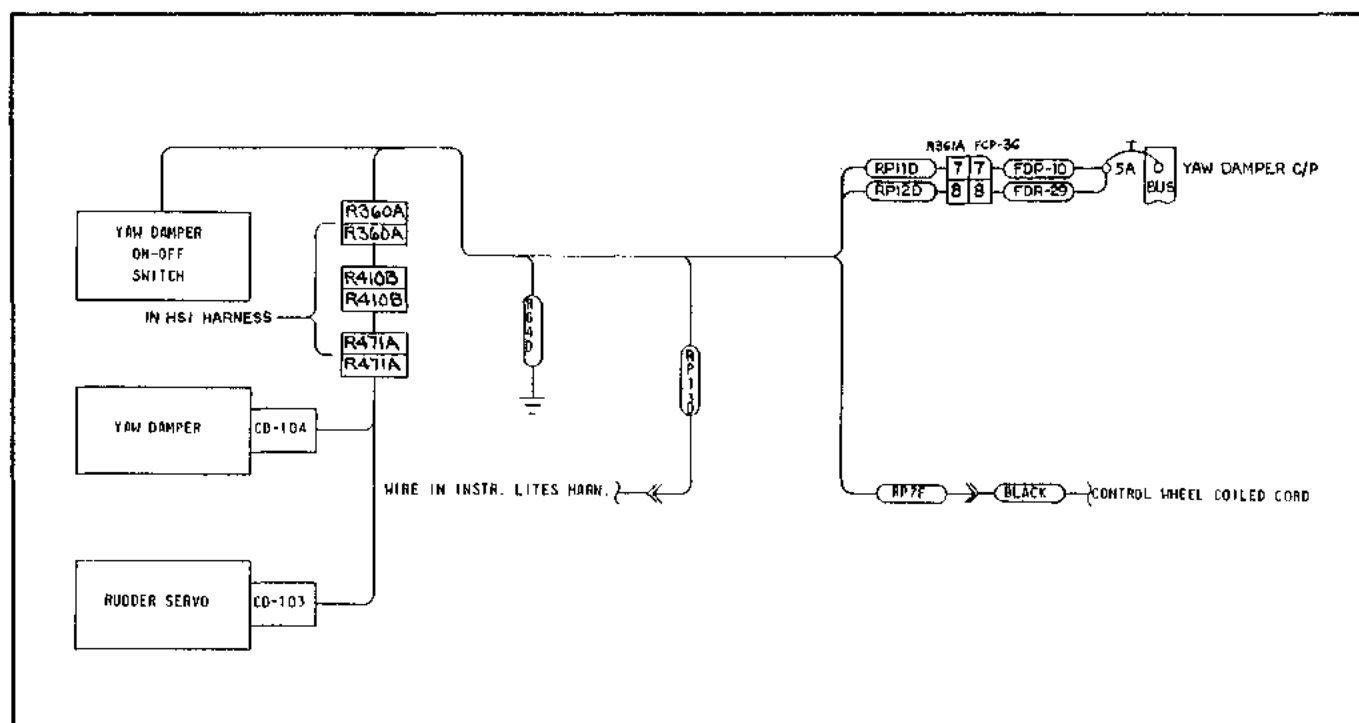 R361A FCP-36
RP11D 7 7 FDP-10 5A BUS YAW DAMPER C/P
RP12D 8 8 FDR-29
YAW DAMPER
ON-OFF
SWITCH
R360A
R360A
R410B
R410B
IN HSI HARNESS
R471A
R471A
R64D
RP13D
YAW DAMPER CD-104
WIRE IN INSTR. LITES HARN.
RP7F BLACK CONTROL WHEEL COILED CORD
RUDDER SERVO CD-103